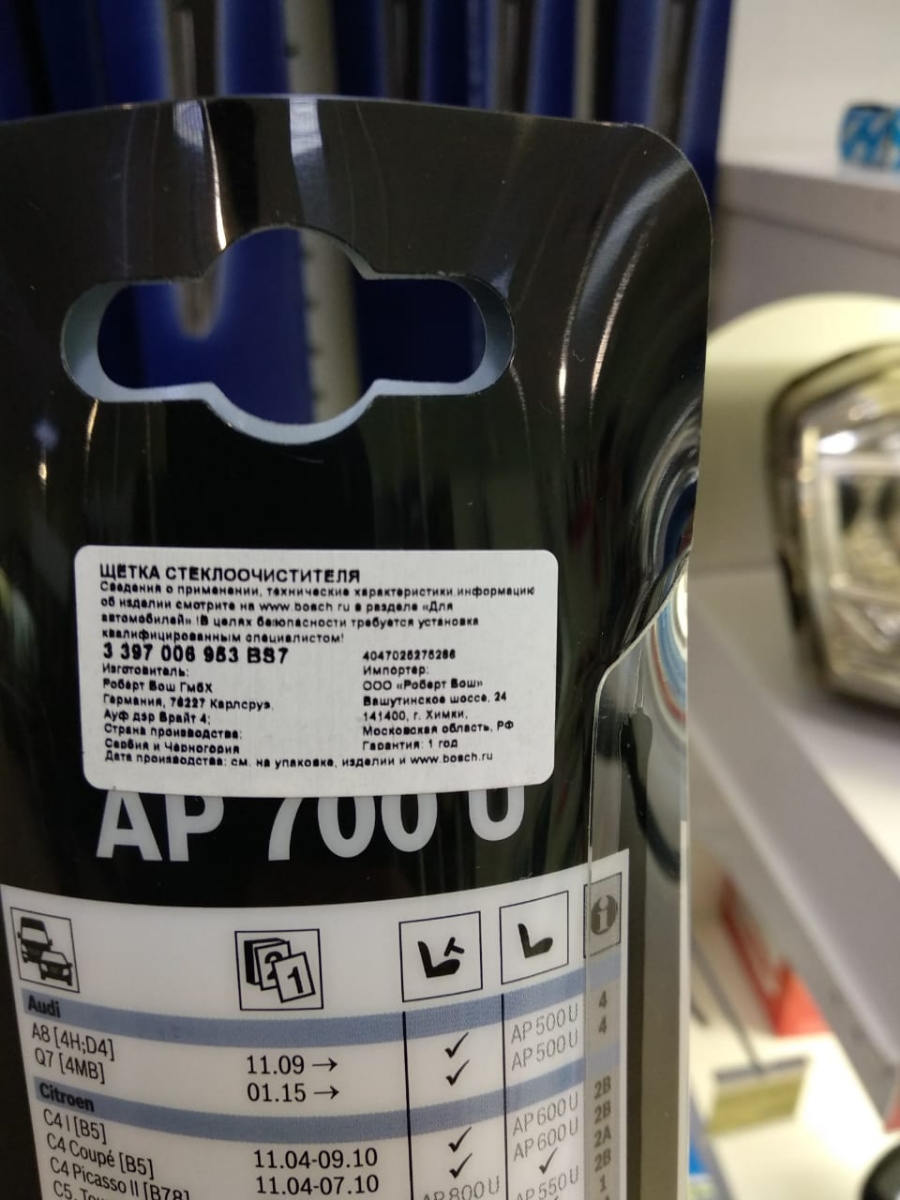 ЩЕТКА СТЕКЛООЧИСТИТЕЛЯ
Сведения о применении, технические характеристики.информацию
об изделии смотрите на www.bosch ru в разделе «Для
автомобилей» !В целях безопасности требуется установка
квалифицированным специалистом!
3 397 006 953 BS7
4047025275286
Изготовитель:
Роберт Бош ГмбХ
Германия, 76227 Карлсруэ,
Ауф дэр Врайт 4;
Страна производства:
Сербия и Черногория
Импортер:
ООО «Роберт Бош»
Вашутинское шоссе, 24
141400, г. Химки,
Московская область, РФ
Гарантия: 1 год
Дата производства: см. на упаковке, изделии и www.bosch.ru
AP 700 U
2 1
i
Audi
A8 [4H;D4] 11.09 → ✓ AP 500 U 4
Q7 [4MB] 01.15 → ✓ AP 500 U 4
Citroen
C4 I [B5] 11.04-09.10 ✓ AP 600 U 2B
C4 Coupé [B5] 11.04-07.10 ✓ AP 600 U 2B
C4 Picasso II [B78] AP 800 U ✓ 2A
C5, AP 550 U 2B
1